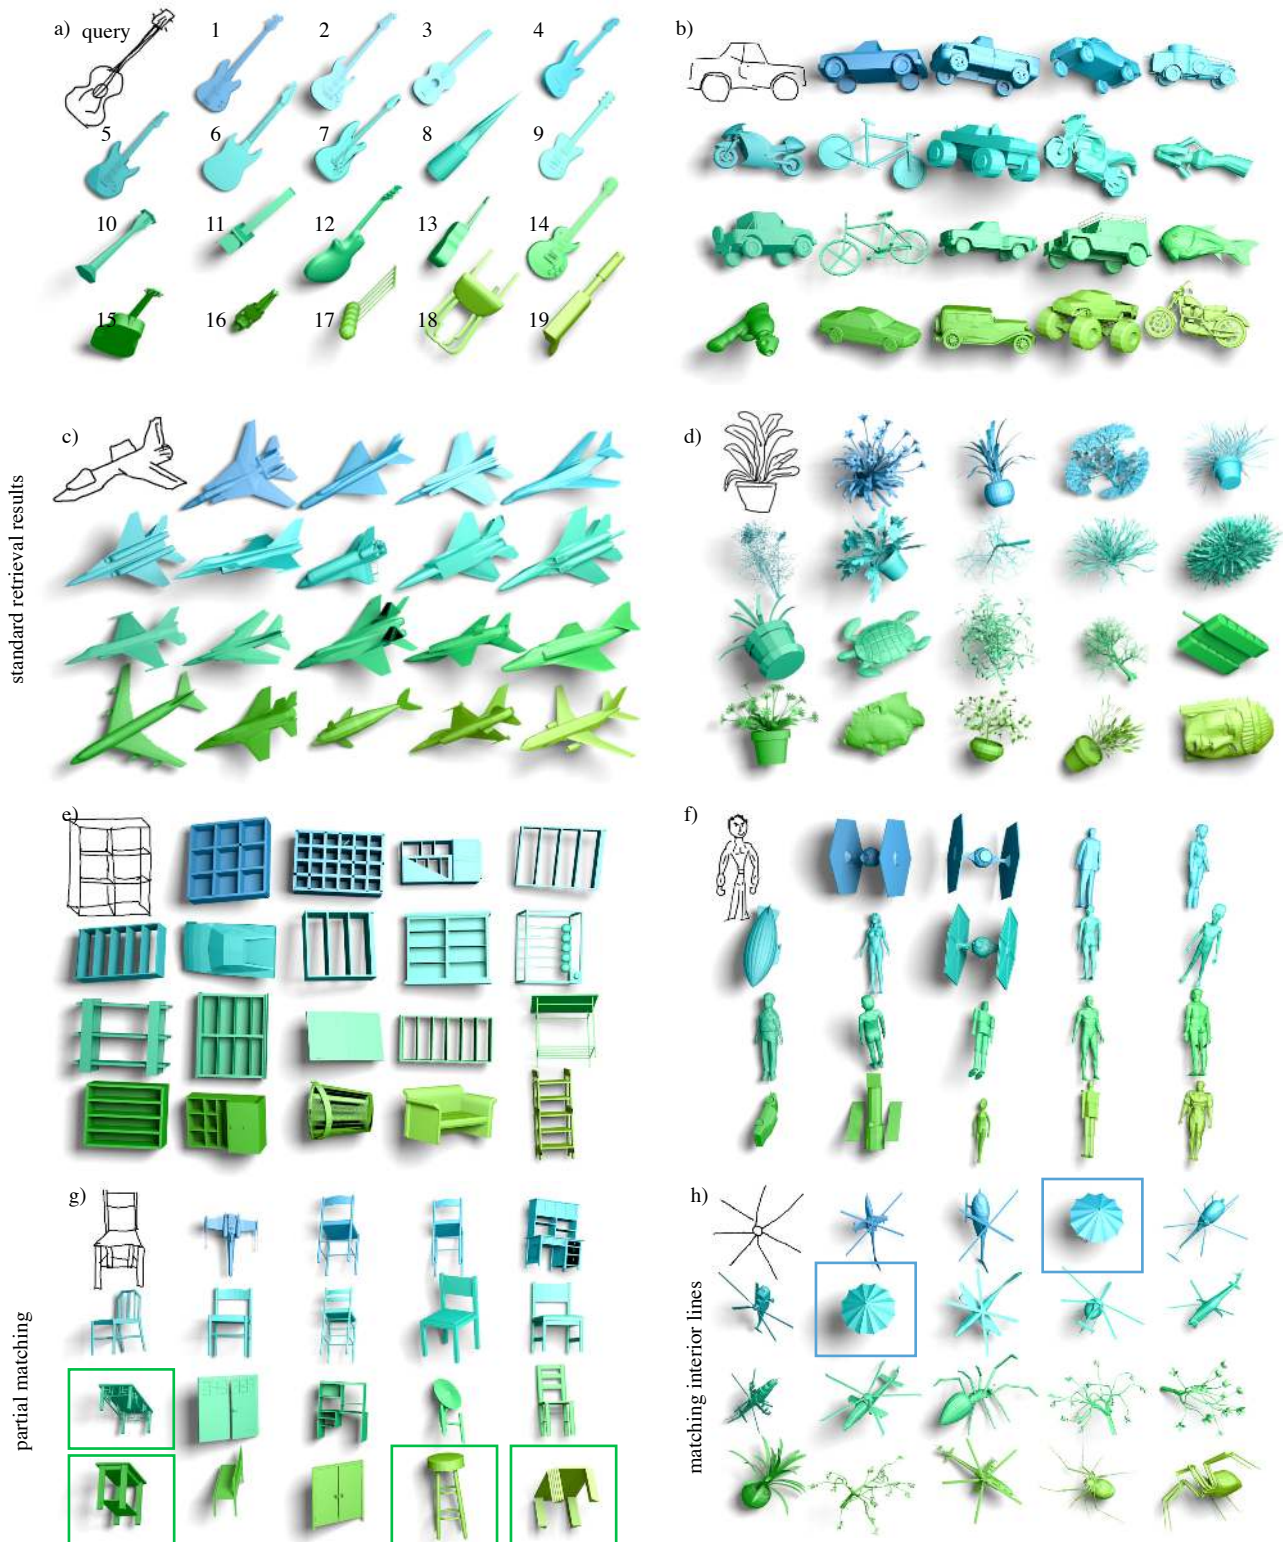 a) query 1 2 3 4
5 6 7 8 9
10 11 12 13 14
15 16 17 18 19
b)
standard retrieval results
c)
d)
e)
f)
partial matching
g)
matching interior lines
h)